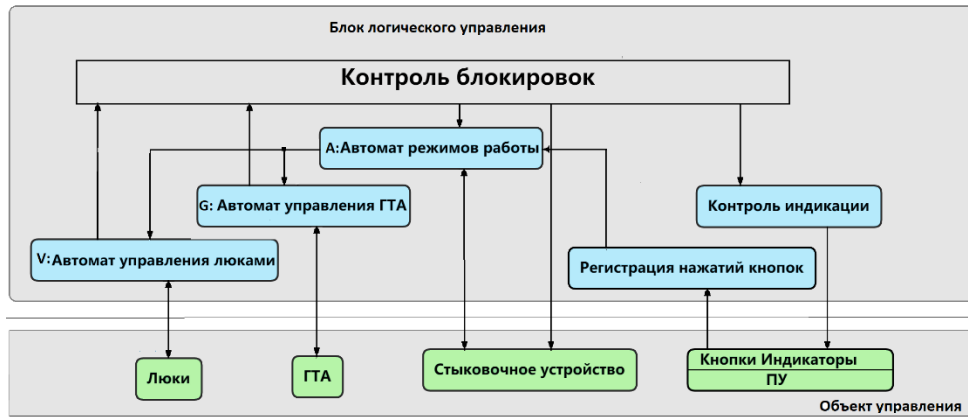 Блок логического управления
Контроль блокировок
A:Автомат режимов работы
G: Автомат управления ГТА
Контроль индикации
V:Автомат управления люками
Регистрация нажатий кнопок
Люки
ГТА
Стыковочное устройство
Кнопки Индикаторы
ПУ
Объект управления